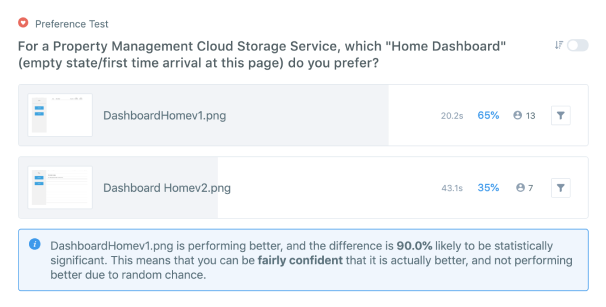 Preference Test
For a Property Management Cloud Storage Service, which "Home Dashboard"
(empty state/first time arrival at this page) do you prefer?
DashboardHomev1.png 20.2s 65% 13
Dashboard Homev2.png 43.1s 35% 7
DashboardHomev1.png is performing better, and the difference is 90.0% likely to be statistically
significant. This means that you can be fairly confident that it is actually better, and not performing
better due to random chance.